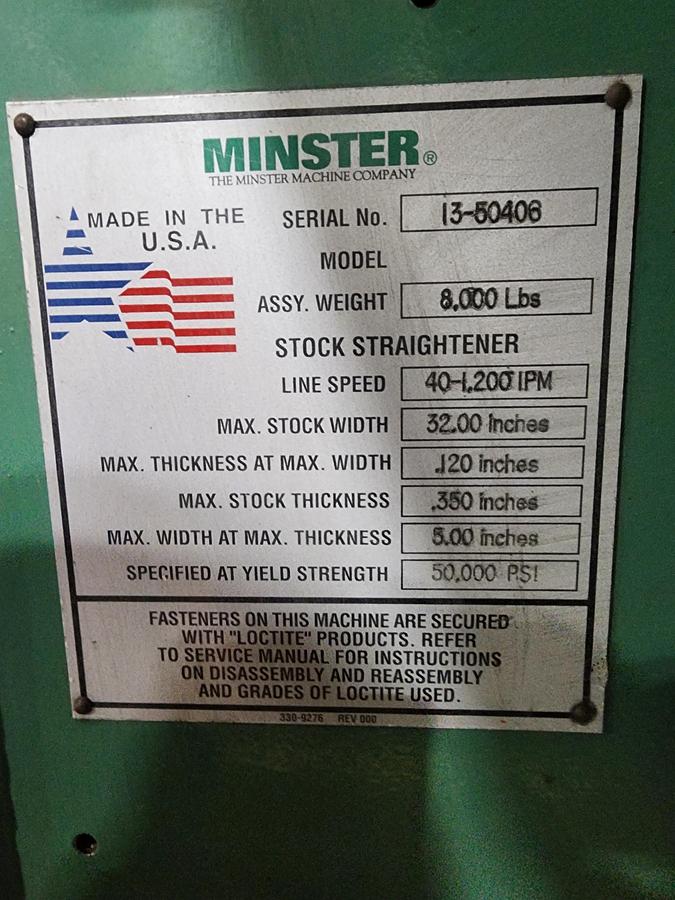 MINSTER®
THE MINSTER MACHINE COMPANY
MADE IN THE
U.S.A.
SERIAL No. 13-50406
MODEL
ASSY. WEIGHT 8,000 Lbs
STOCK STRAIGHTENER
LINE SPEED 40-1,200 IPM
MAX. STOCK WIDTH 32.00 inches
MAX. THICKNESS AT MAX. WIDTH .120 inches
MAX. STOCK THICKNESS .350 inches
MAX. WIDTH AT MAX. THICKNESS 5.00 inches
SPECIFIED AT YIELD STRENGTH 50,000 PSI
FASTENERS ON THIS MACHINE ARE SECURED
WITH "LOCTITE" PRODUCTS. REFER
TO SERVICE MANUAL FOR INSTRUCTIONS
ON DISASSEMBLY AND REASSEMBLY
AND GRADES OF LOCTITE USED.
330-9276 REV 000